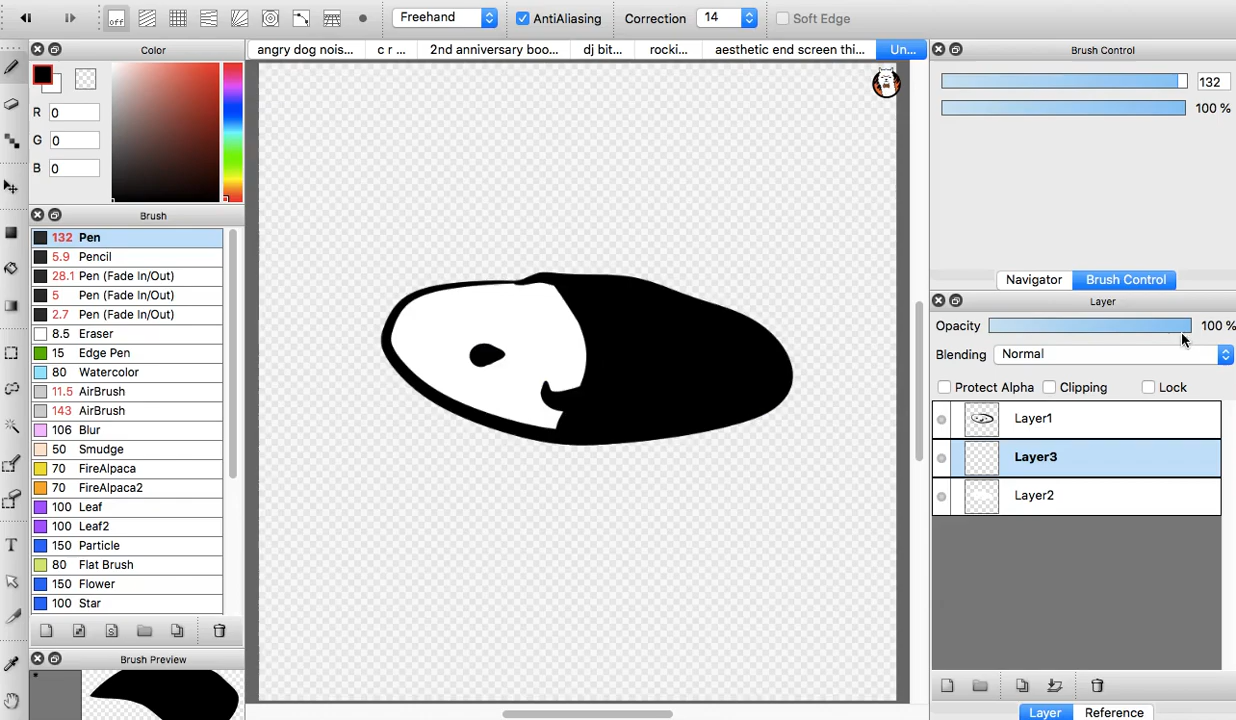 off
Freehand
AntiAliasing
Correction
14
Soft Edge
Color
angry dog nois...
c r ...
2nd anniversary boo...
dj bit...
rocki...
aesthetic end screen thi...
Un...
Brush Control
R 0
G 0
B 0
132
100 %
Brush
132 Pen
5.9 Pencil
28.1 Pen (Fade In/Out)
5 Pen (Fade In/Out)
2.7 Pen (Fade In/Out)
8.5 Eraser
15 Edge Pen
80 Watercolor
11.5 AirBrush
143 AirBrush
106 Blur
50 Smudge
70 FireAlpaca
70 FireAlpaca2
100 Leaf
100 Leaf2
150 Particle
80 Flat Brush
150 Flower
100 Star
Brush Preview
Navigator
Brush Control
Layer
Opacity
100 %
Blending
Normal
Protect Alpha
Clipping
Lock
Layer1
Layer3
Layer2
Layer
Reference
T
S